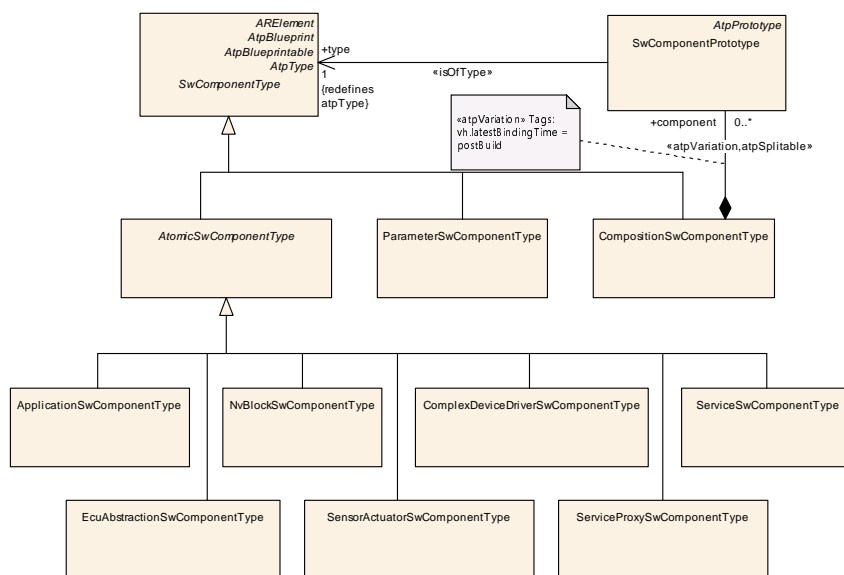 ARElement
AtpBlueprint
AtpBlueprintable
AtpType
SwComponentType
+type
1
{redefines
atpType}
«isOfType»
AtpPrototype
SwComponentPrototype
+component
0..*
«atpVariation» Tags:
vh.latestBindingTime =
postBuild
«atpVariation,atpSplitable»
AtomicSwComponentType
ParameterSwComponentType
CompositionSwComponentType
ApplicationSwComponentType
NvBlockSwComponentType
ComplexDeviceDriverSwComponentType
ServiceSwComponentType
EcuAbstractionSwComponentType
SensorActuatorSwComponentType
ServiceProxySwComponentType